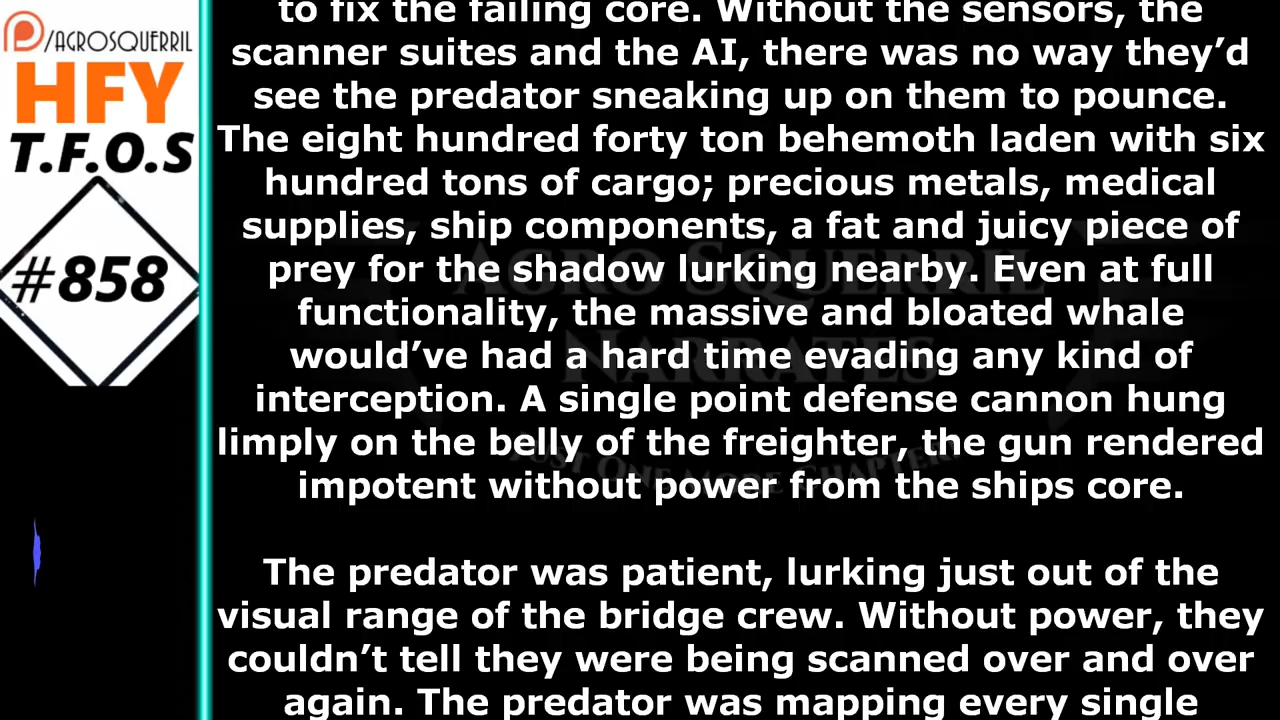 /AGROSQUERRIL
HFY
T.F.O.S
#858
to fix the failing core. Without the sensors, the
scanner suites and the AI, there was no way they’d
see the predator sneaking up on them to pounce.
The eight hundred forty ton behemoth laden with six
hundred tons of cargo; precious metals, medical
supplies, ship components, a fat and juicy piece of
prey for the shadow lurking nearby. Even at full
functionality, the massive and bloated whale
would’ve had a hard time evading any kind of
interception. A single point defense cannon hung
limply on the belly of the freighter, the gun rendered
impotent without power from the ships core.
The predator was patient, lurking just out of the
visual range of the bridge crew. Without power, they
couldn’t tell they were being scanned over and over
again. The predator was mapping every single
Agro Squerril
Narrates
Just One More Chapter